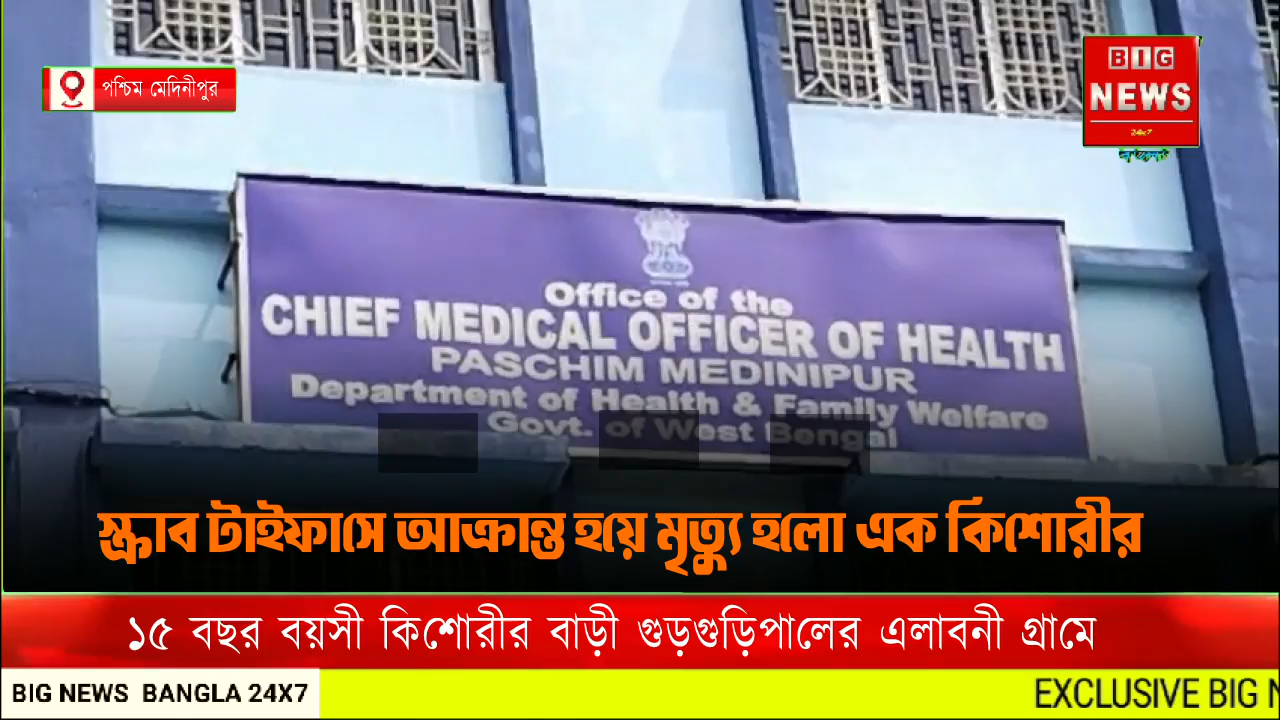 পশ্চিম মেদিনীপুর
BIG
NEWS
24x7
Office of the
CHIEF MEDICAL OFFICER OF HEALTH
PASCHIM MEDINIPUR
Department of Health & Family Welfare
Govt. of West Bengal
স্ক্রাব টাইফাসে আক্রান্ত হয়ে মৃত্যু হলো এক কিশোরীর
১৫ বছর বয়সী কিশোরীর বাড়ী গুড়গুড়িপালের এলাবনী গ্রামে
BIG NEWS BANGLA 24X7
EXCLUSIVE BIG